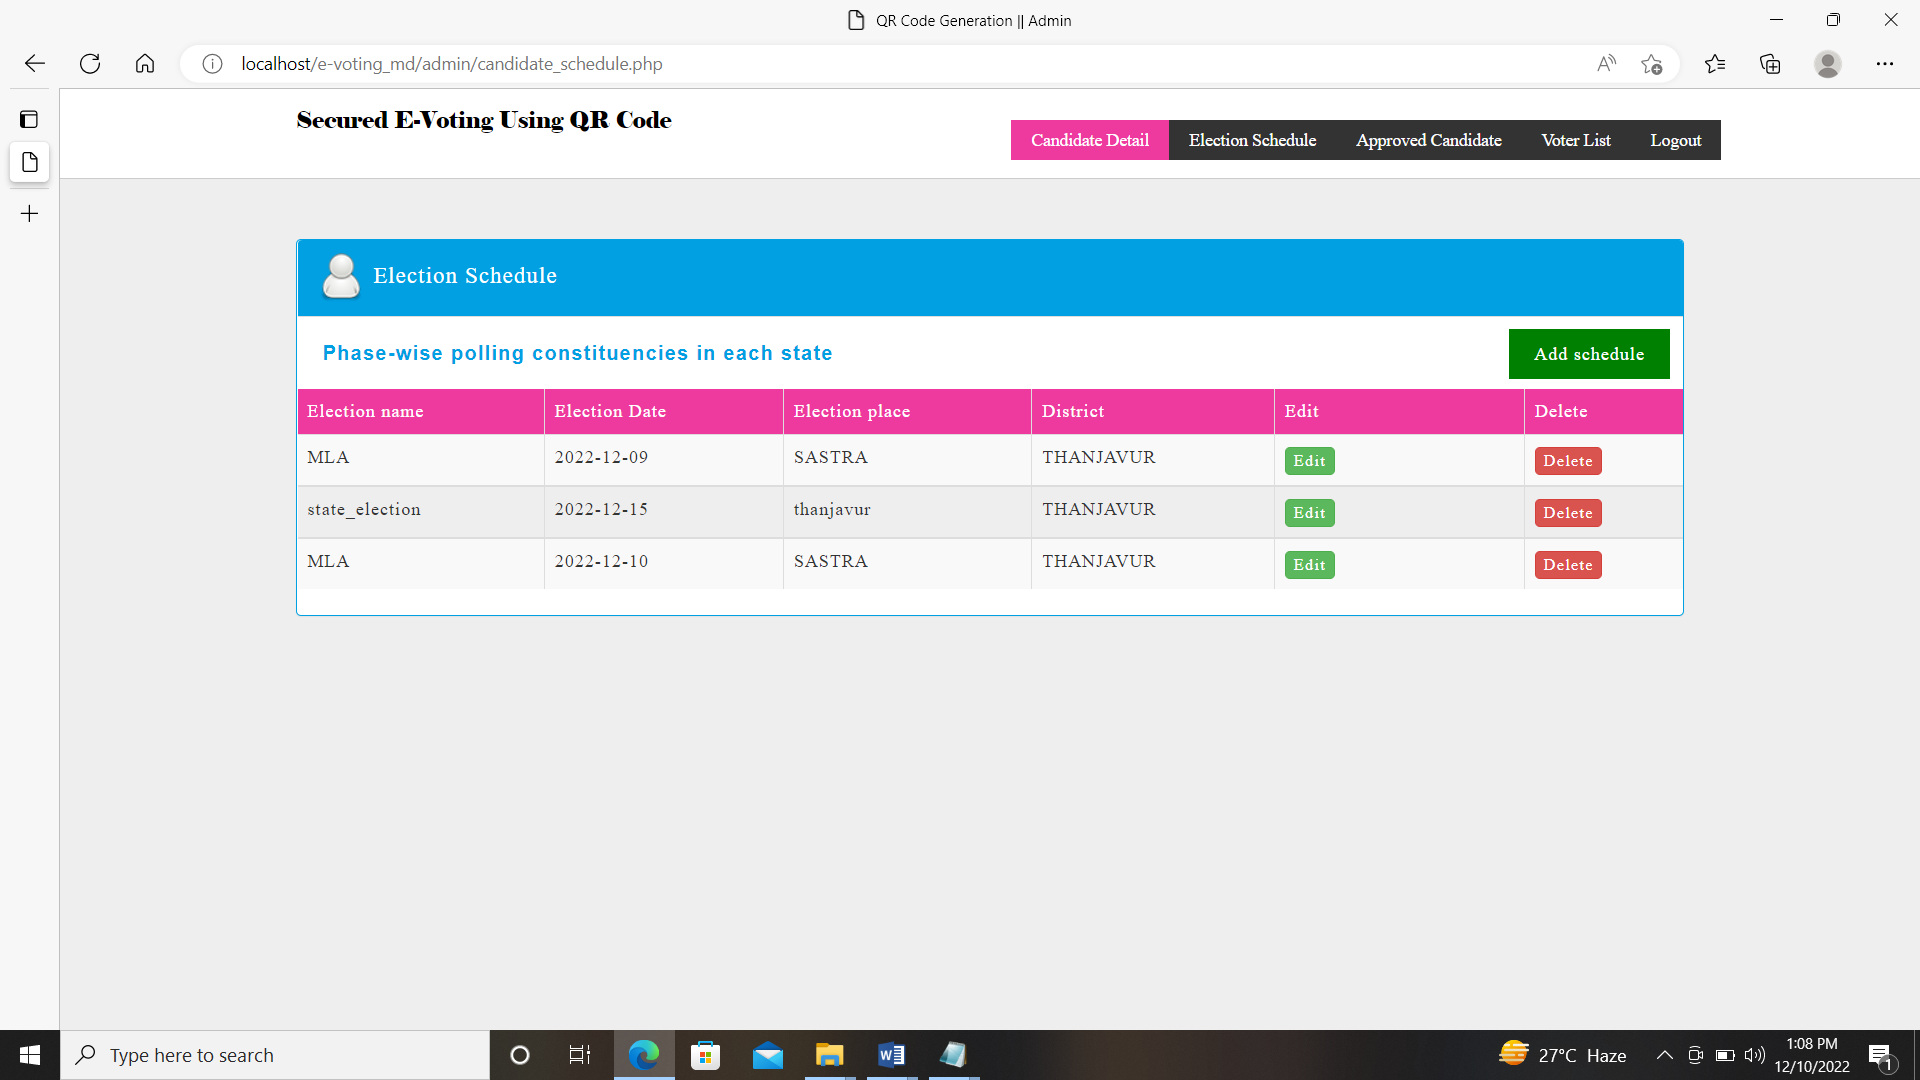 QR Code Generation || Admin
localhost/e-voting_md/admin/candidate_schedule.php
Secured E-Voting Using QR Code
Candidate Detail Election Schedule Approved Candidate Voter List Logout
Election Schedule
Phase-wise polling constituencies in each state
Add schedule
Election name Election Date Election place District Edit Delete
MLA 2022-12-09 SASTRA THANJAVUR Edit Delete
state_election 2022-12-15 thanjavur THANJAVUR Edit Delete
MLA 2022-12-10 SASTRA THANJAVUR Edit Delete
Type here to search
27°C Haze
1:08 PM
12/10/2022
1